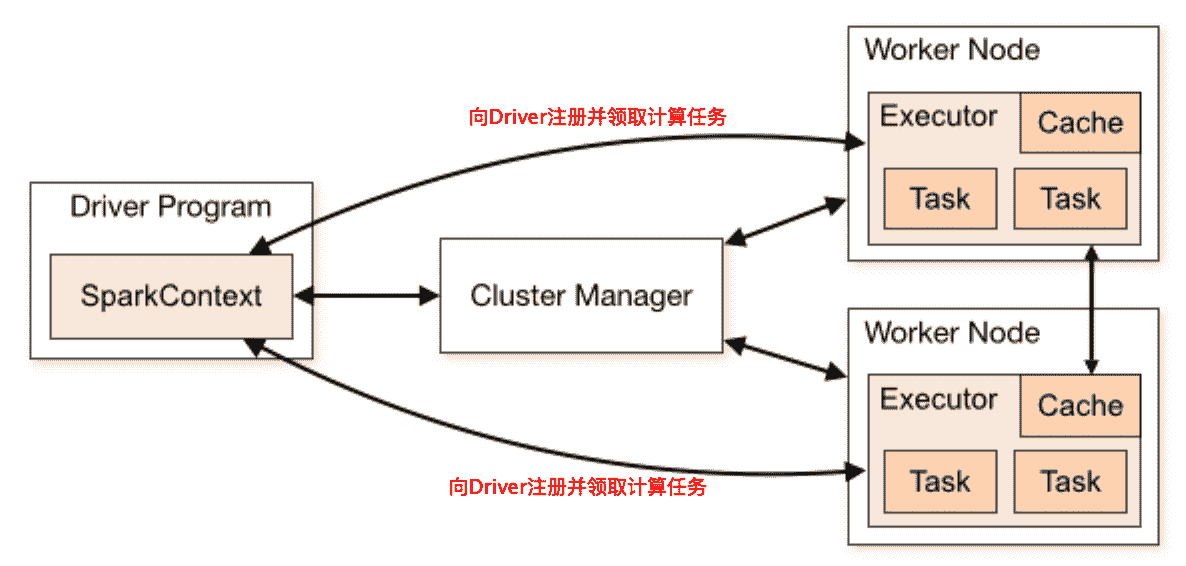 Worker Node
Executor
Cache
Task
Task
向Driver注册并领取计算任务
Driver Program
SparkContext
Cluster Manager
Worker Node
Executor
Cache
Task
Task
向Driver注册并领取计算任务